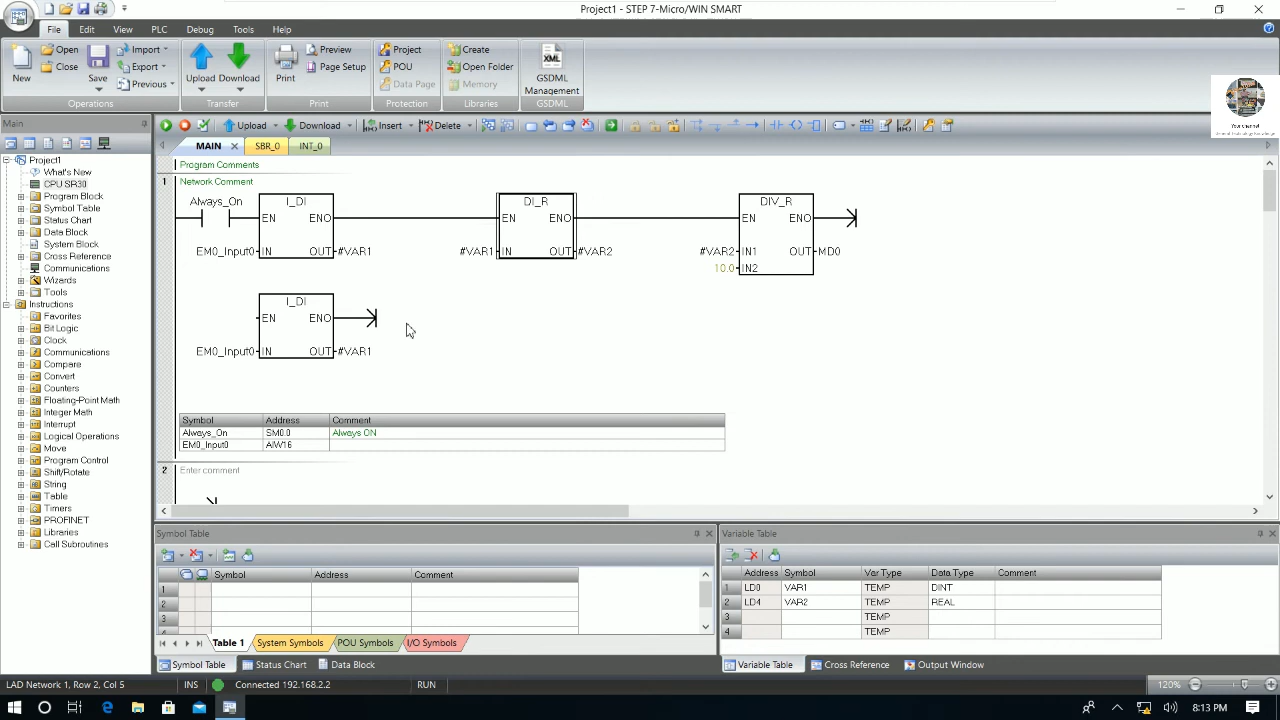 Project1 - STEP 7-Micro/WIN SMART
File Edit View PLC Debug Tools Help
New
Open
Close
Save
Import
Export
Previous
Upload Download
Print
Preview
Page Setup
Project
POU
Data Page
Create
Open Folder
Memory
GSDML
Management
XML
Operations Transfer Print Protection Libraries GSDML
Your channel
General Technology Knowledge
Main
Upload Download Insert Delete
MAIN SBR_0 INT_0
Project1
What's New
CPU SR30
Program Block
Symbol Table
Status Chart
Data Block
System Block
Cross Reference
Communications
Wizards
Tools
Instructions
Favorites
Bit Logic
Clock
Communications
Compare
Convert
Counters
Floating-Point Math
Integer Math
Interrupt
Logical Operations
Move
Program Control
Shift/Rotate
String
Table
Timers
PROFINET
Libraries
Call Subroutines
Program Comments
1 Network Comment
Always_On I_DI DI_R DIV_R
EN ENO EN ENO EN ENO
EM0_Input0 IN OUT #VAR1 #VAR1 IN OUT #VAR2 #VAR2 IN1 OUT MD0
10.0 IN2
I_DI
EN ENO
EM0_Input0 IN OUT #VAR1
Symbol Address Comment
Always_On SM0.0 Always ON
EM0_Input0 AIW16
2 Enter comment
Symbol Table
Symbol Address Comment
1
2
3
4
Table 1 System Symbols POU Symbols I/O Symbols
Symbol Table Status Chart Data Block
Variable Table
Address Symbol Var Type Data Type Comment
1 LD0 VAR1 TEMP DINT
2 LD4 VAR2 TEMP REAL
3 TEMP
4 TEMP
Variable Table Cross Reference Output Window
LAD Network 1, Row 2, Col 5 INS Connected 192.168.2.2 RUN 120%
8:13 PM